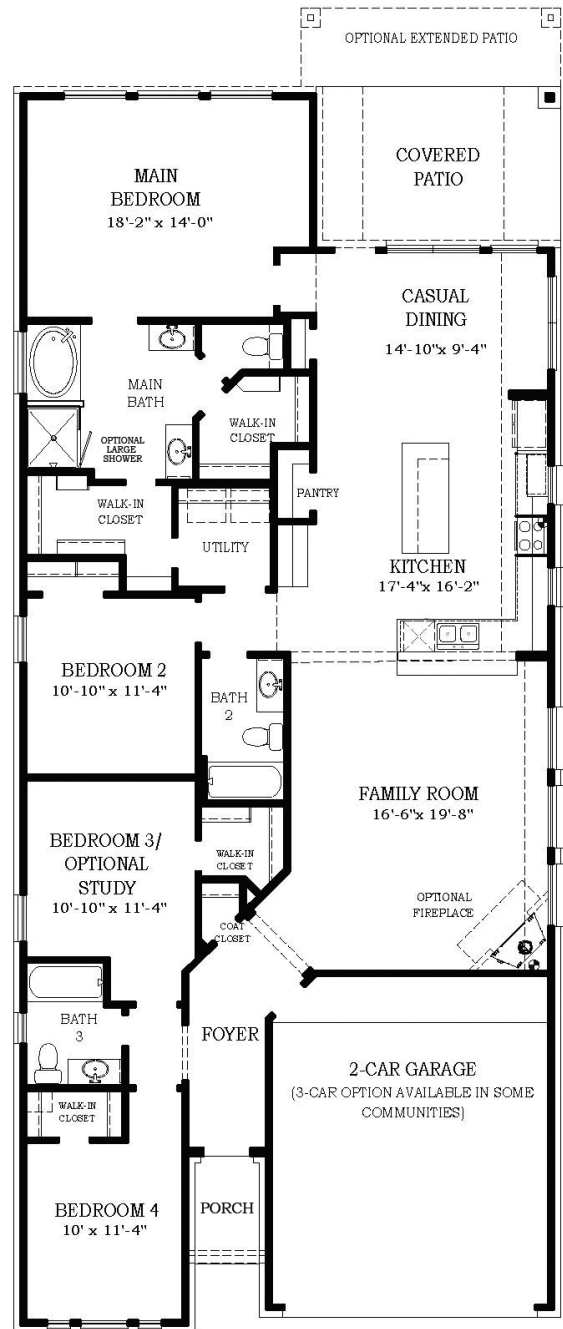 OPTIONAL EXTENDED PATIO
COVERED
PATIO
MAIN
BEDROOM
18'-2" x 14'-0"
CASUAL
DINING
14'-10"x 9'-4"
MAIN
BATH
OPTIONAL
LARGE
SHOWER
WALK-IN
CLOSET
WALK-IN
CLOSET
PANTRY
UTILITY
KITCHEN
17'-4"x 16'-2"
BEDROOM 2
10'-10" x 11'-4"
BATH
2
FAMILY ROOM
16'-6"x 19'-8"
BEDROOM 3/
OPTIONAL
STUDY
10'-10" x 11'-4"
WALK-IN
CLOSET
OPTIONAL
FIREPLACE
COAT
CLOSET
BATH
3
FOYER
2-CAR GARAGE
(3-CAR OPTION AVAILABLE IN SOME
COMMUNITIES)
WALK-IN
CLOSET
BEDROOM 4
10' x 11'-4"
PORCH